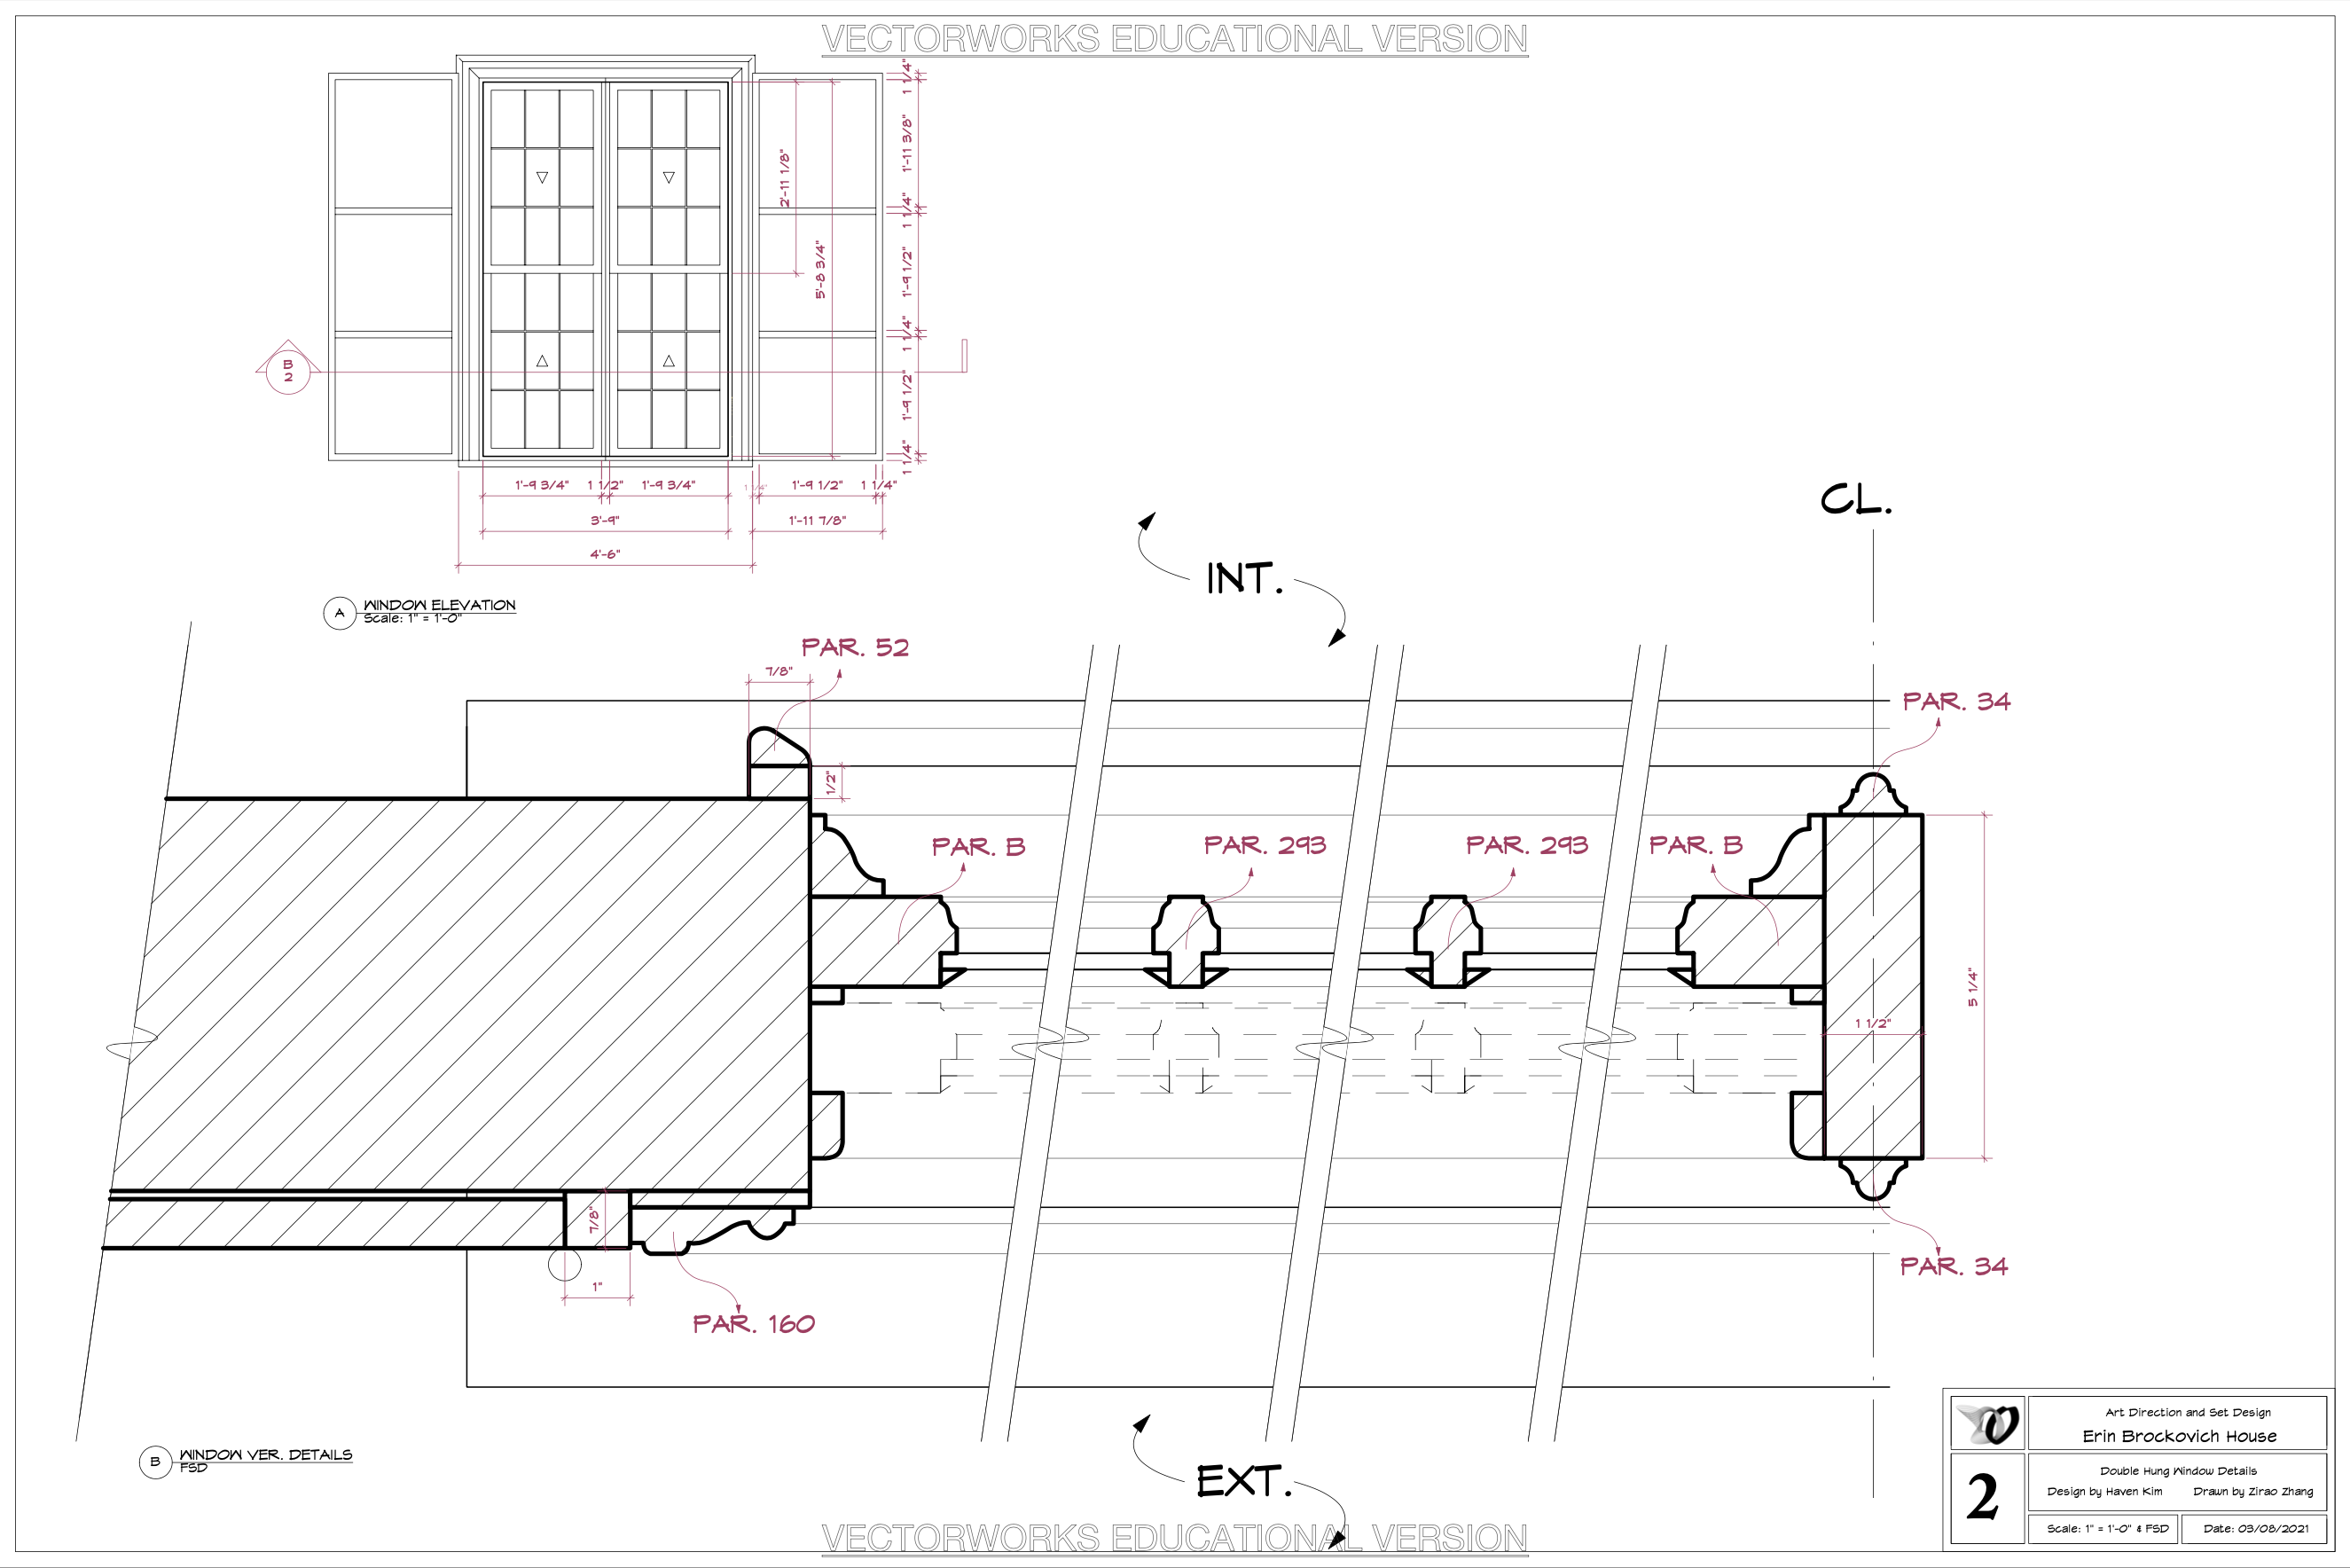 VECTORWORKS EDUCATIONAL VERSION
1 1/4"
1'-11 3/8"
1 1/4"
1'-9 1/2"
1 1/4"
1'-9 1/2"
1 1/4"
2'-11 1/8"
5'-8 3/4"
B
2
1'-9 3/4" 1 1/2" 1'-9 3/4" 1 1/4" 1'-9 1/2" 1 1/4"
3'-9" 1'-11 7/8"
4'-6"
A WINDOW ELEVATION
Scale: 1" = 1'-0"
CL.
INT.
PAR. 52
7/8"
1/2"
PAR. 34
PAR. B
PAR. 293
PAR. 293
PAR. B
5 1/4"
1 1/2"
7/8"
1"
PAR. 160
PAR. 34
B WINDOW VER. DETAILS
FSD
EXT.
VECTORWORKS EDUCATIONAL VERSION
Art Direction and Set Design
Erin Brockovich House
2
Double Hung Window Details
Design by Haven Kim Drawn by Zirao Zhang
Scale: 1" = 1'-0" & FSD Date: 03/08/2021